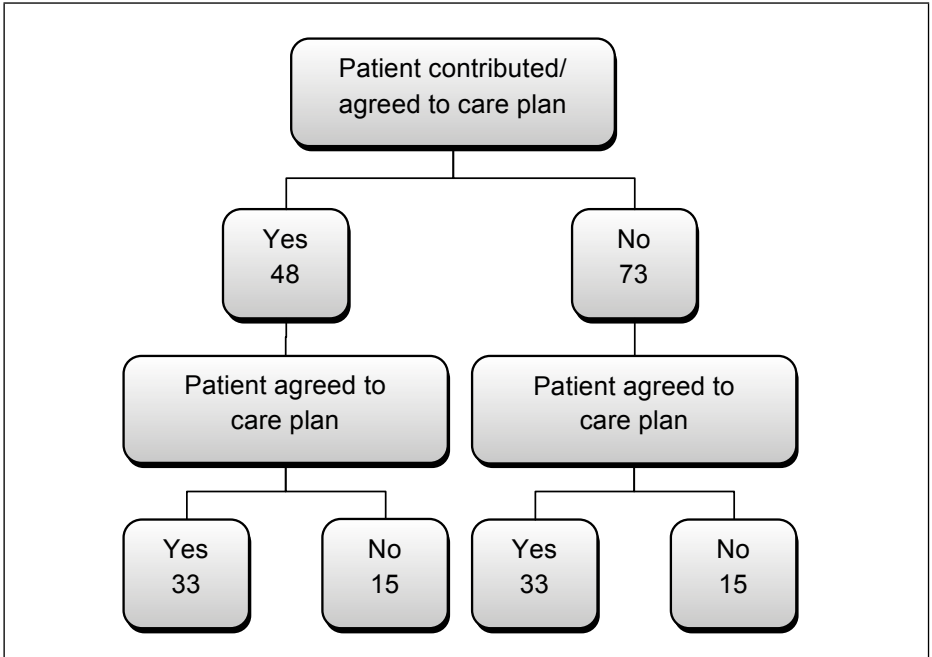 Patient contributed/
agreed to care plan
Yes
48
No
73
Patient agreed to
care plan
Patient agreed to
care plan
Yes
33
No
15
Yes
33
No
15